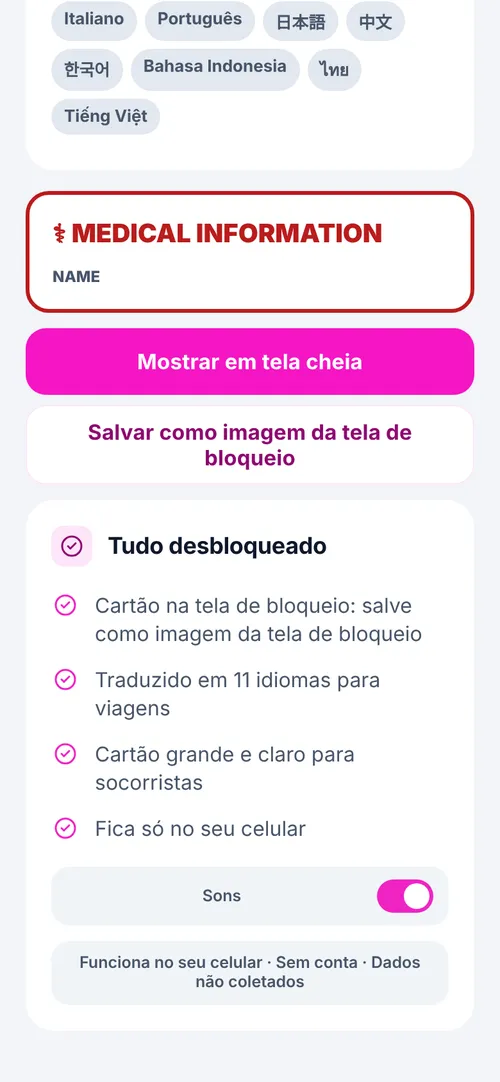 Italiano Português 日本語 中文
한국어 Bahasa Indonesia ไทย
Tiếng Việt
⚕ MEDICAL INFORMATION
NAME
Mostrar em tela cheia
Salvar como imagem da tela de
bloqueio
Tudo desbloqueado
Cartão na tela de bloqueio: salve
como imagem da tela de bloqueio
Traduzido em 11 idiomas para
viagens
Cartão grande e claro para
socorristas
Fica só no seu celular
Sons
Funciona no seu celular · Sem conta · Dados
não coletados